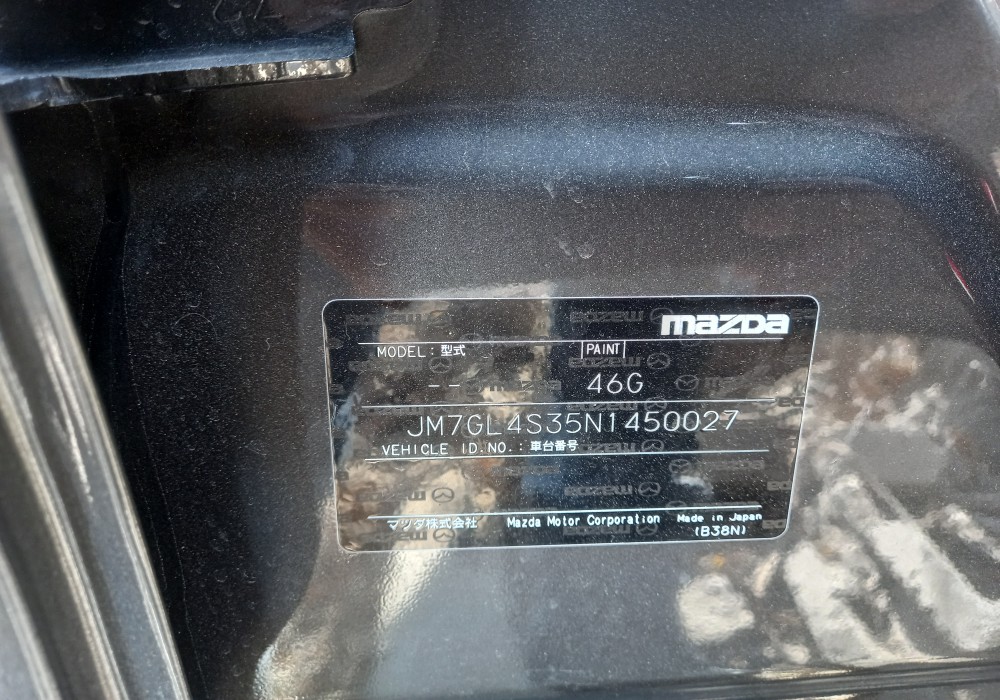 mazda
MODEL : 型式 PAINT
-- 46G
JM7GL4S35N1450027
VEHICLE ID.NO. : 車台番号
マツダ株式会社 Mazda Motor Corporation Made in Japan
(B38N)